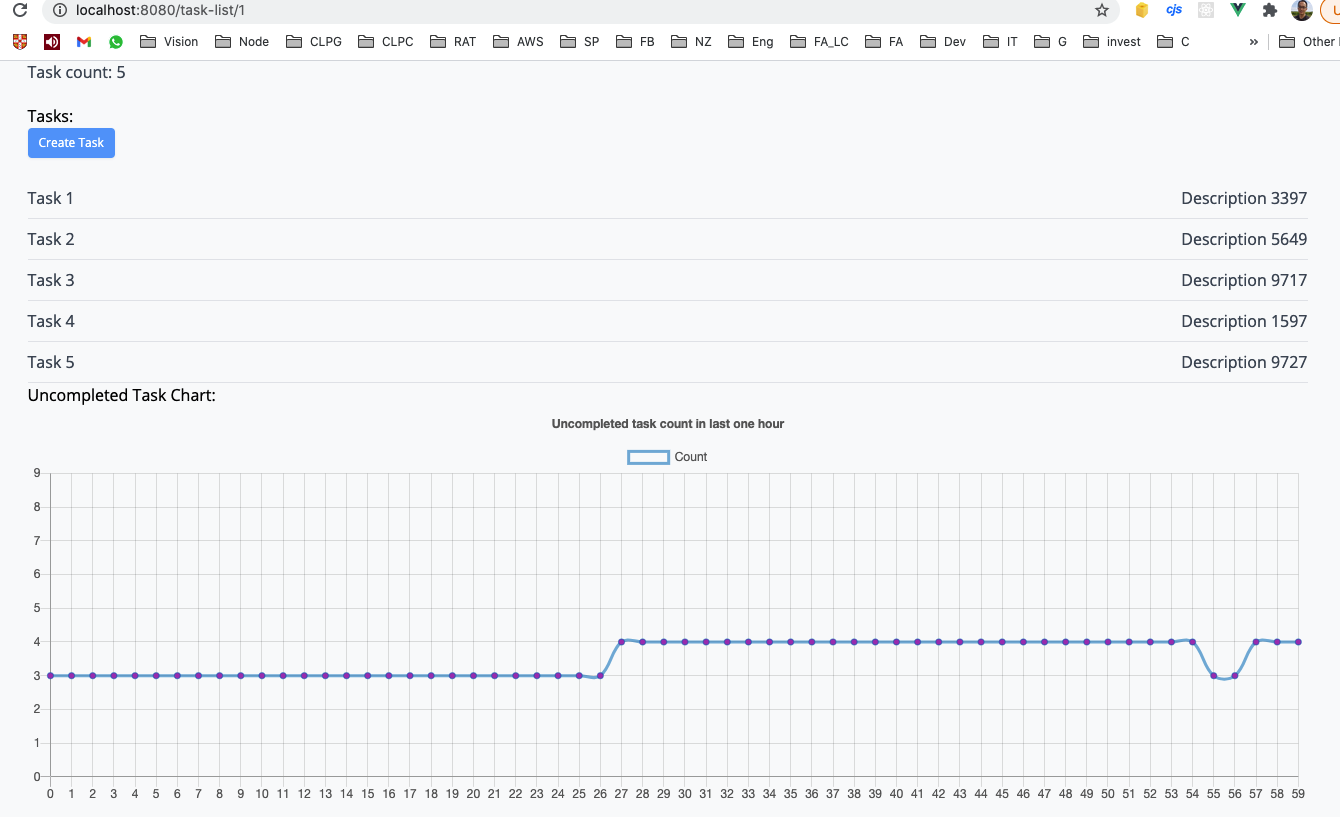 localhost:8080/task-list/1
cjs
Vision Node CLPG CLPC RAT AWS SP FB NZ Eng FA_LC FA Dev IT G invest C » Other
Task count: 5
Tasks:
Create Task
Task 1 Description 3397
Task 2 Description 5649
Task 3 Description 9717
Task 4 Description 1597
Task 5 Description 9727
Uncompleted Task Chart:
Uncompleted task count in last one hour
Count
9
8
7
6
5
4
3
2
1
0
0 1 2 3 4 5 6 7 8 9 10 11 12 13 14 15 16 17 18 19 20 21 22 23 24 25 26 27 28 29 30 31 32 33 34 35 36 37 38 39 40 41 42 43 44 45 46 47 48 49 50 51 52 53 54 55 56 57 58 59